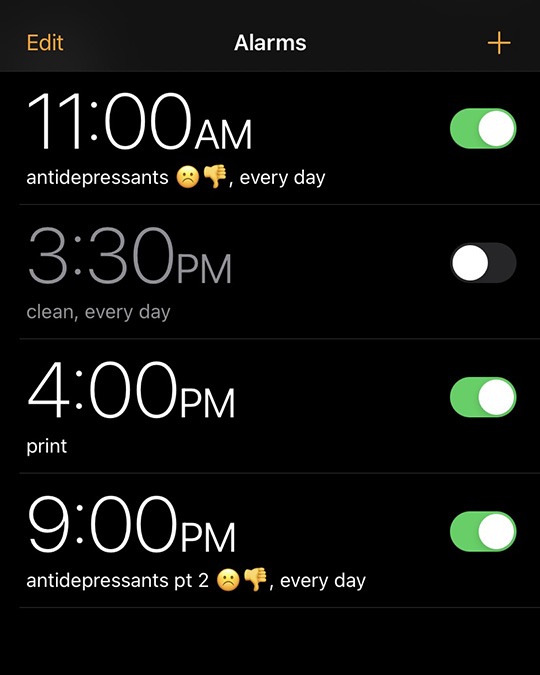 Edit Alarms +
11:00AM
antidepressants ☹️👎, every day
3:30PM
clean, every day
4:00PM
print
9:00PM
antidepressants pt 2 ☹️👎, every day